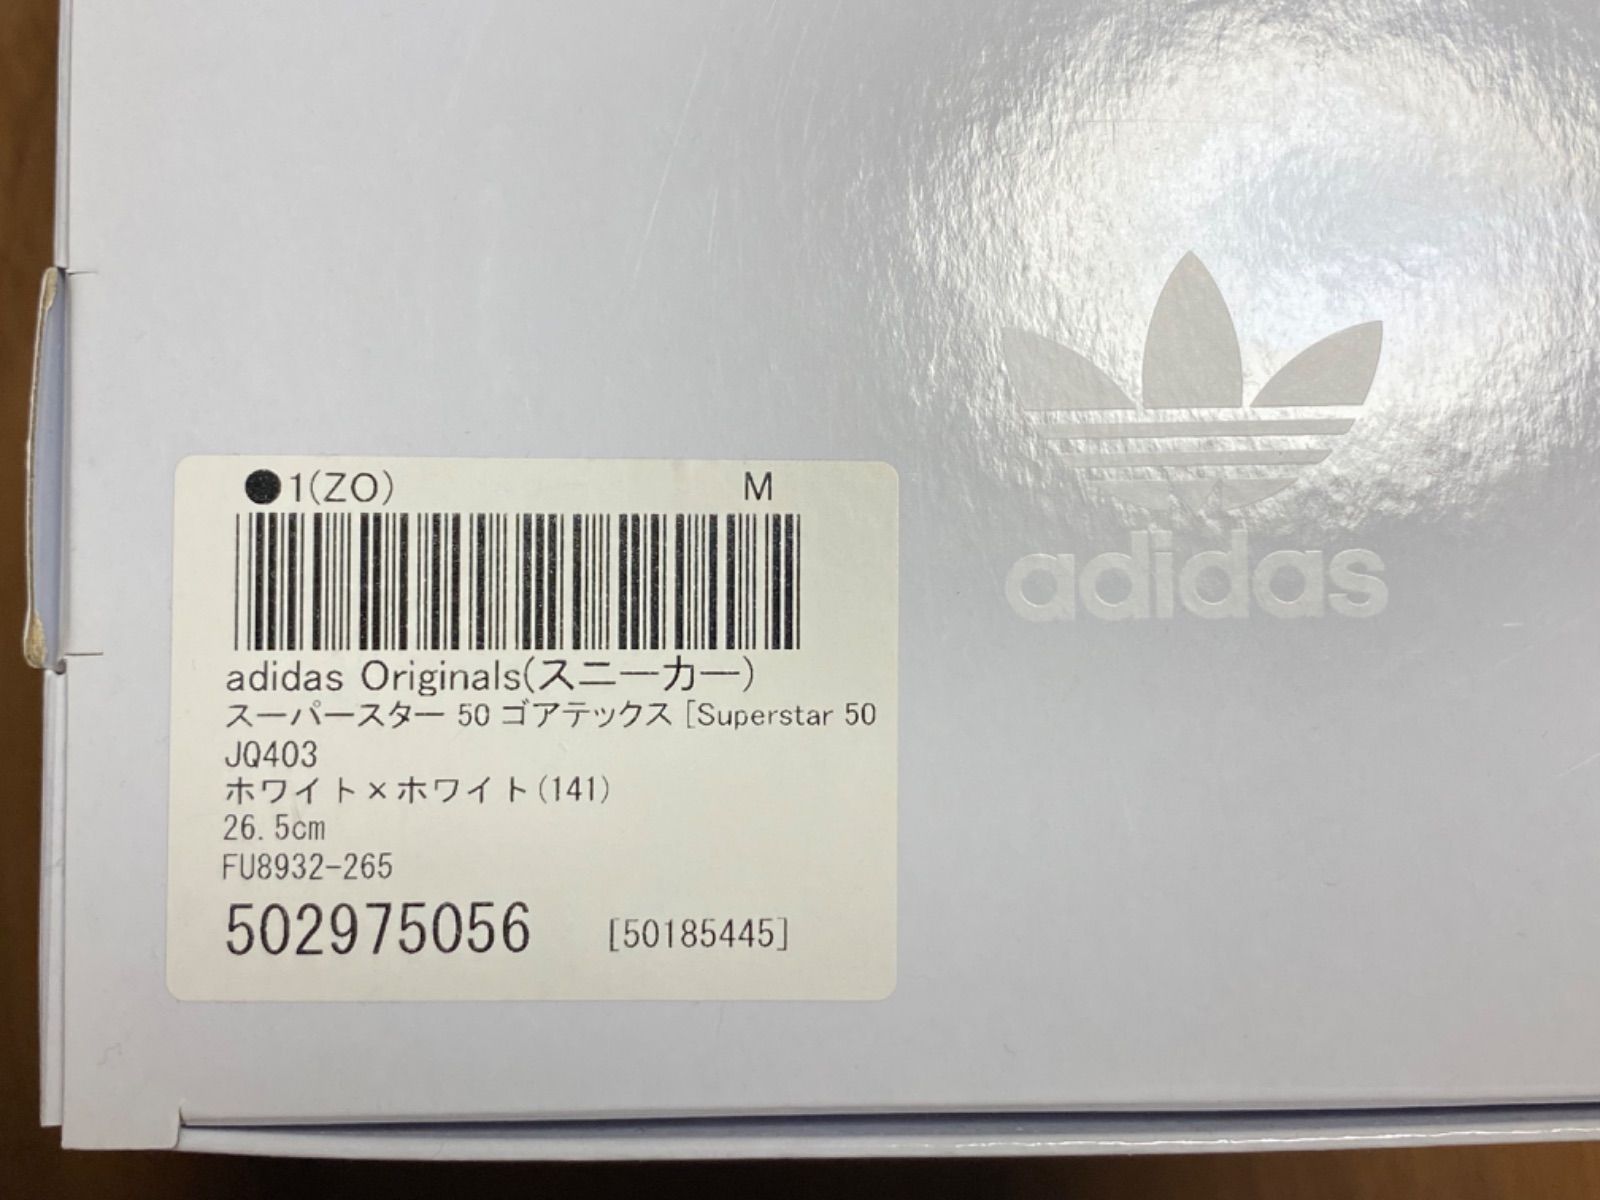 ●1(ZO) M
adidas Originals(スニーカー)
スーパースター 50 ゴアテックス [Superstar 50
JQ403
ホワイト×ホワイト(141)
26.5cm
FU8932-265
502975056 [50185445]
adidas